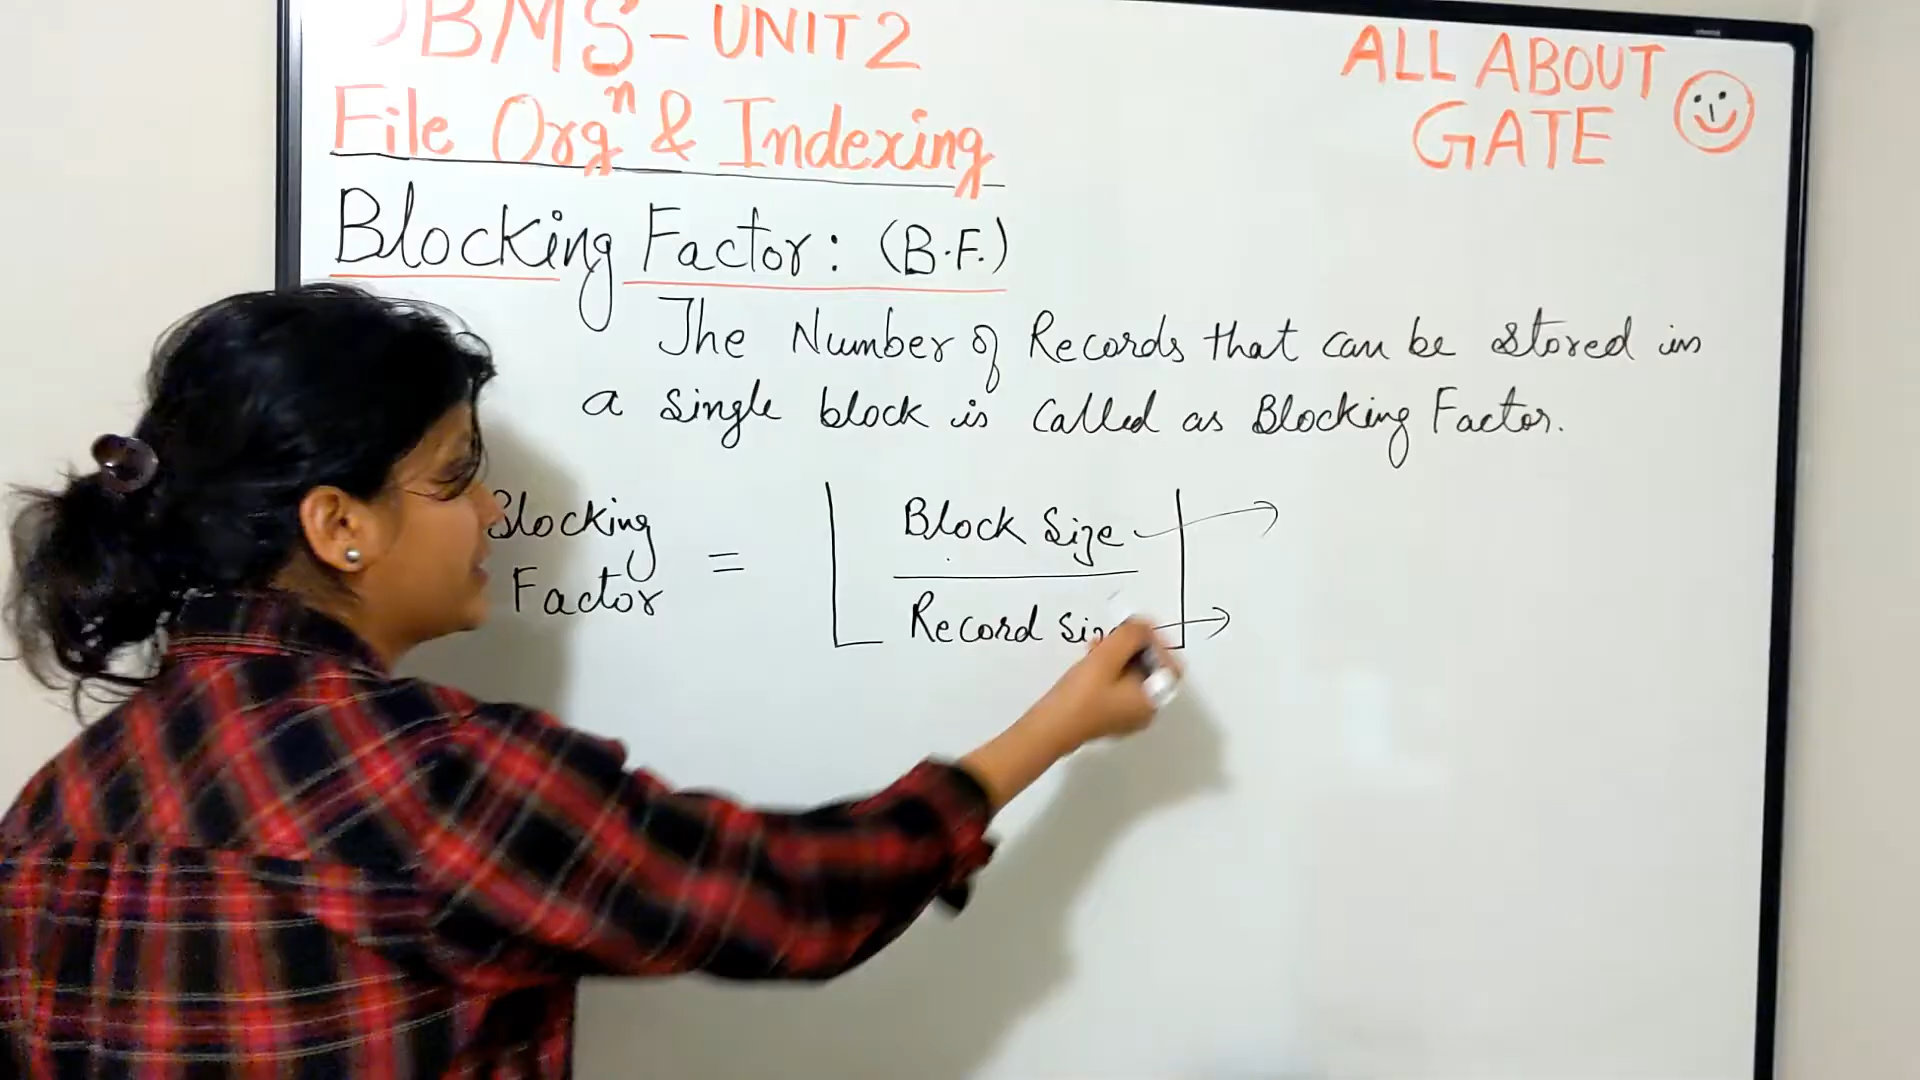 DBMS - UNIT 2
File Orgⁿ & Indexing
ALL ABOUT
GATE
Blocking Factor: (B.F.)
The Number of Records that can be stored in
a single block is called as Blocking Factor.
Blocking
Factor
=
Block Size
Record Size